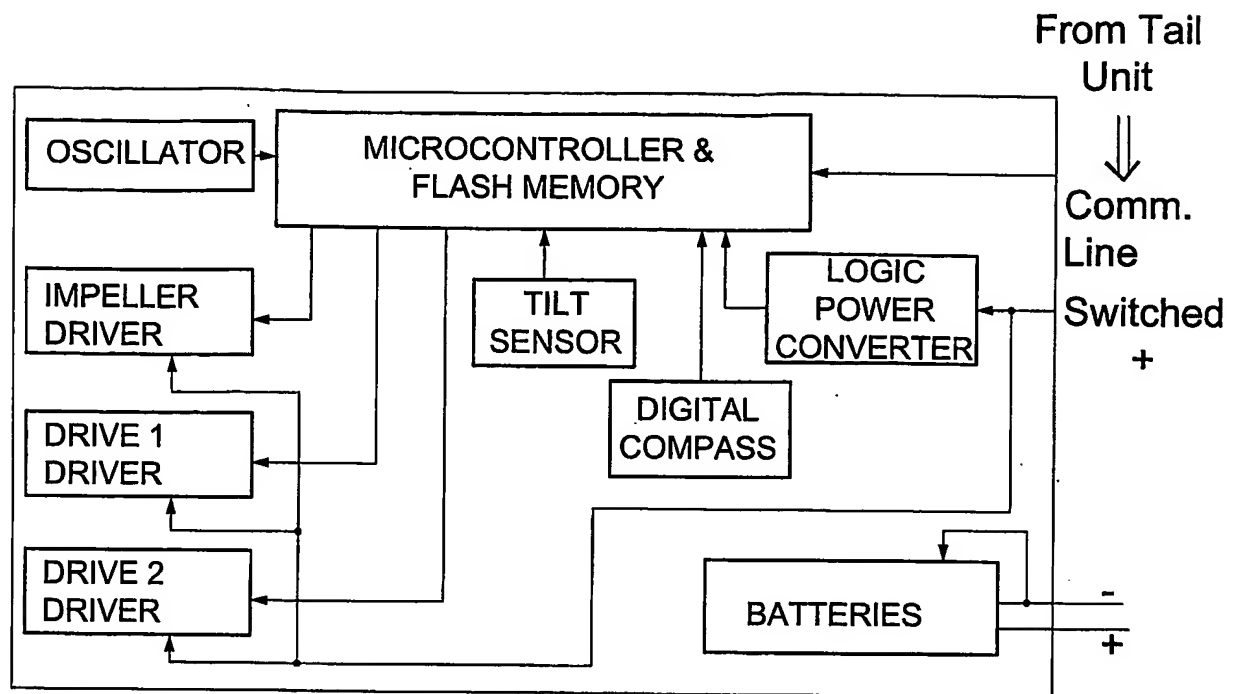 From Tail
Unit
OSCILLATOR
MICROCONTROLLER &
FLASH MEMORY
Comm.
Line
IMPELLER
DRIVER
TILT
SENSOR
LOGIC
POWER
CONVERTER
Switched
+
DIGITAL
COMPASS
DRIVE 1
DRIVER
DRIVE 2
DRIVER
BATTERIES
-
+